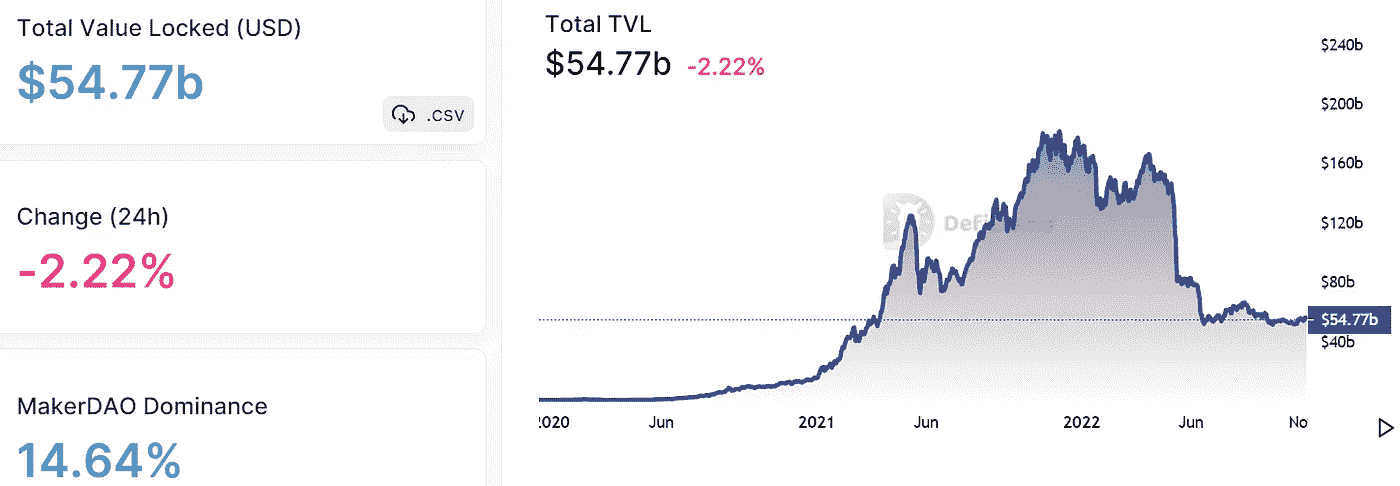 Total Value Locked (USD)
$54.77b
.csv
Change (24h)
-2.22%
MakerDAO Dominance
14.64%
Total TVL
$54.77b -2.22%
$240b
$200b
$160b
$120b
$80b
$54.77b
$40b
DeFi
2020 Jun 2021 Jun 2022 Jun No